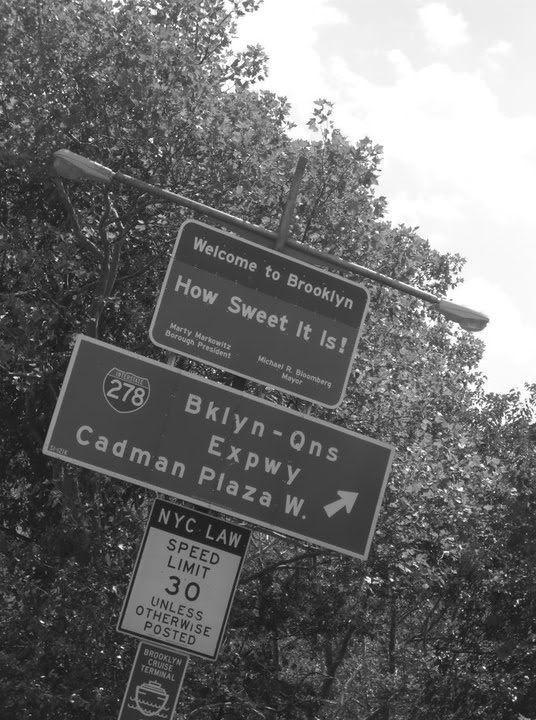 Welcome to Brooklyn
How Sweet It Is!
Marty Markowitz
Borough President
Michael R. Bloomberg
Mayor
INTERSTATE
278
Bklyn-Qns
Expwy
Cadman Plaza W.
NYC LAW
SPEED
LIMIT
30
UNLESS
OTHERWISE
POSTED
BROOKLYN
CRUISE
TERMINAL